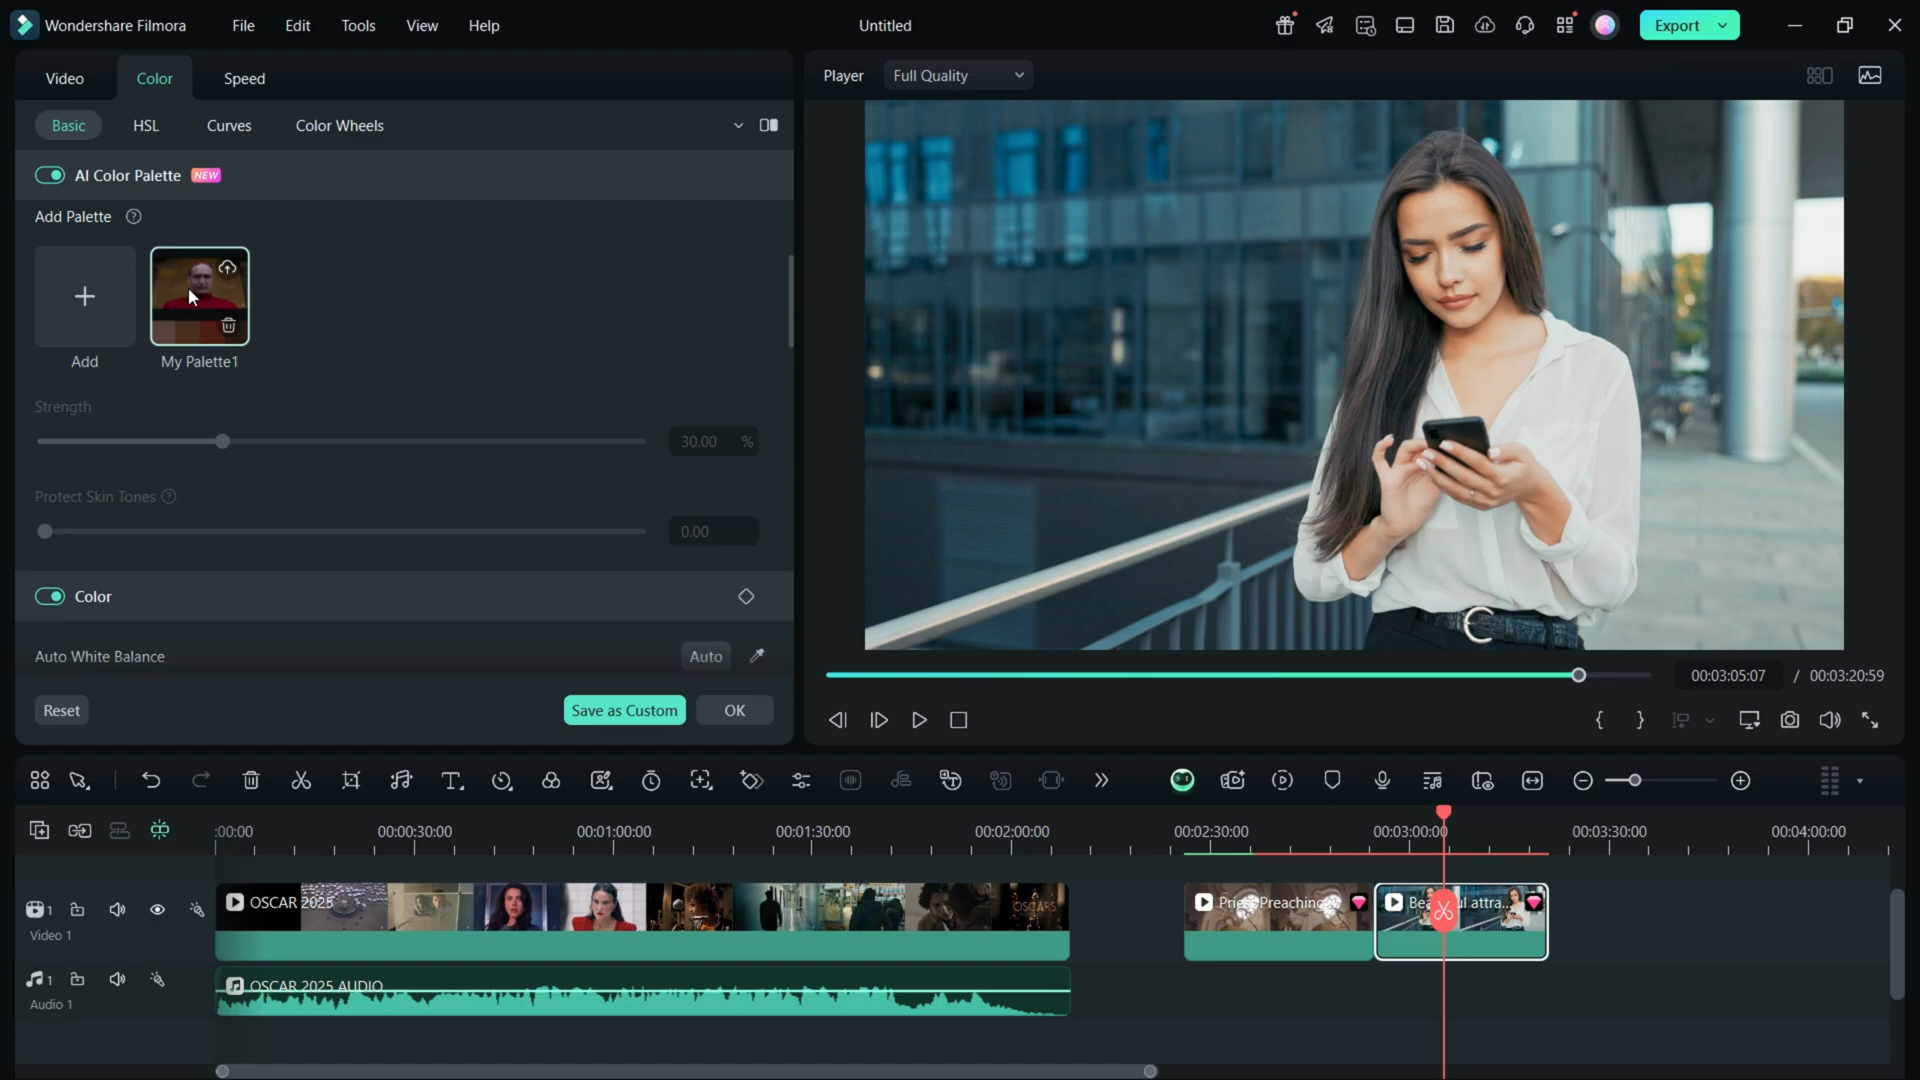 Wondershare Filmora
File
Edit
Tools
View
Help
Untitled
Export
Video
Color
Speed
Player
Full Quality
Basic
HSL
Curves
Color Wheels
AI Color Palette
NEW
Add Palette
Add
My Palette1
Strength
30.00 %
Protect Skin Tones
0.00
Color
Auto White Balance
Auto
Reset
Save as Custom
OK
00:03:05:07 / 00:03:20:59
:00:00
00:00:30:00
00:01:00:00
00:01:30:00
00:02:00:00
00:02:30:00
00:03:00:00
00:03:30:00
00:04:00:00
1
Video 1
OSCAR 2025
OSCARS
Preaching
attra...
1
Audio 1
OSCAR 2025 AUDIO